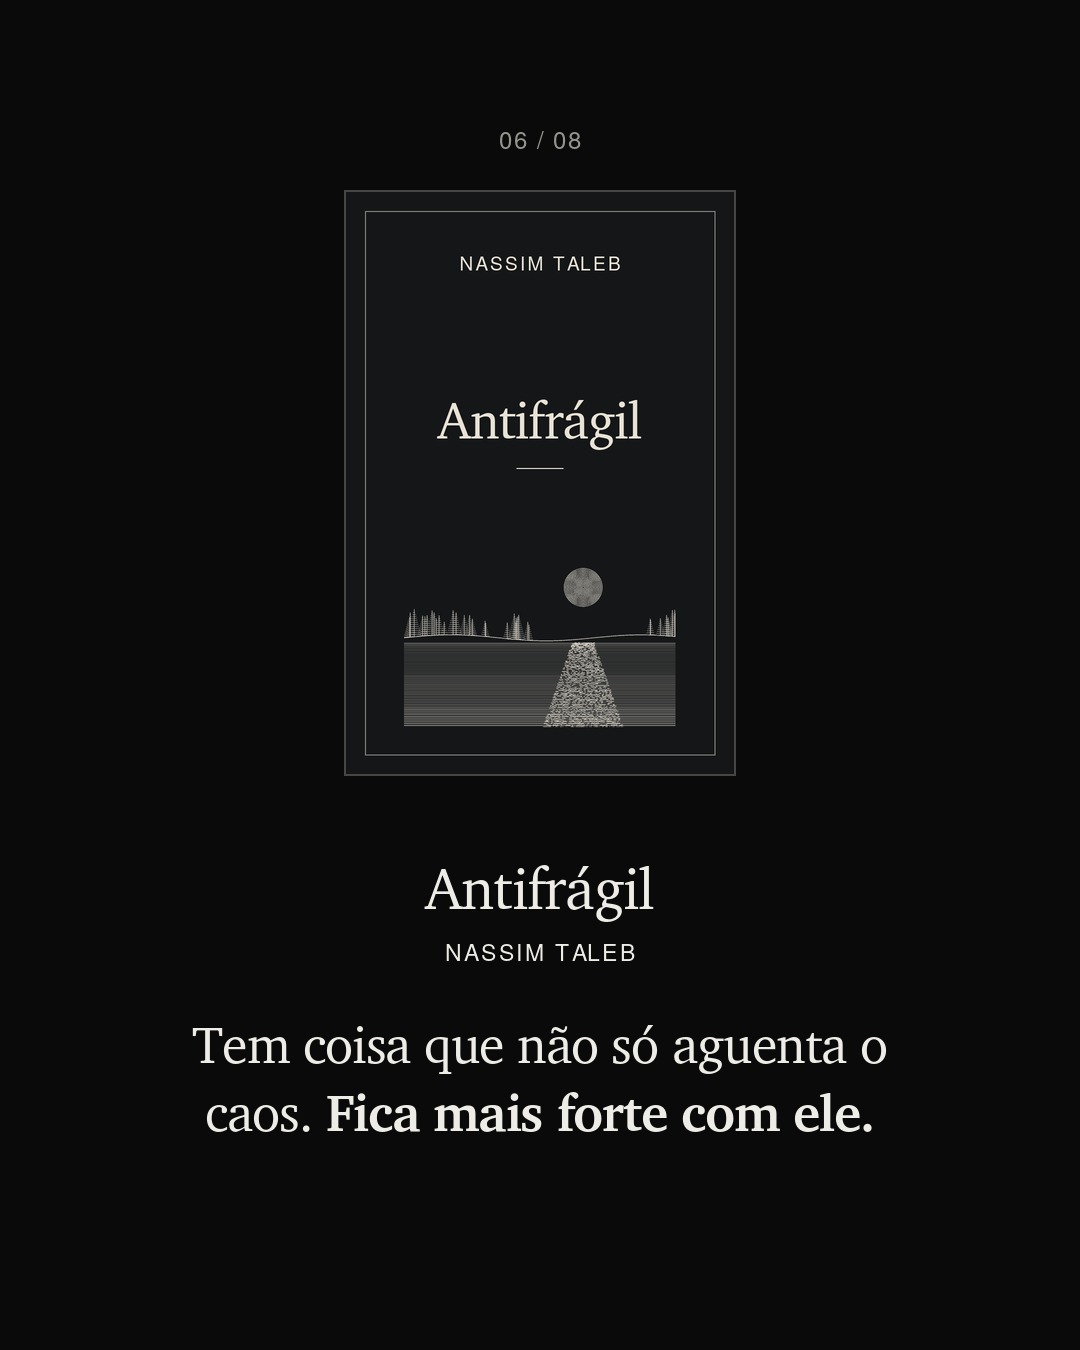 06 / 08
NASSIM TALEB
Antifrágil
Antifrágil
NASSIM TALEB
Tem coisa que não só aguenta o
caos. Fica mais forte com ele.